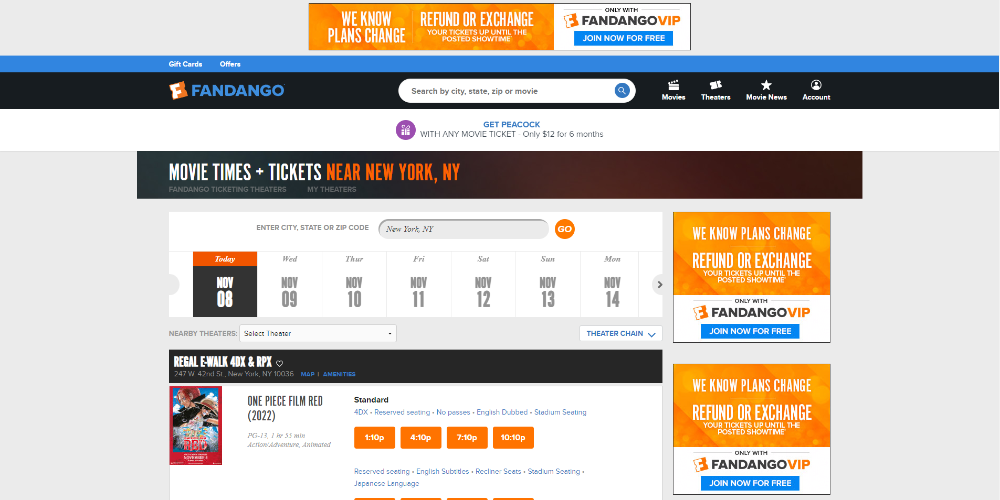 WE KNOW
PLANS CHANGE
REFUND OR EXCHANGE
YOUR TICKETS UP UNTIL THE
POSTED SHOWTIME*
ONLY WITH
FANDANGOVIP
JOIN NOW FOR FREE
Gift Cards
Offers
FANDANGO
Search by city, state, zip or movie
Movies
Theaters
Movie News
Account
GET PEACOCK
WITH ANY MOVIE TICKET - Only $12 for 6 months
MOVIE TIMES + TICKETS NEAR NEW YORK, NY
FANDANGO TICKETING THEATERS
MY THEATERS
ENTER CITY, STATE OR ZIP CODE
New York, NY
GO
Today
NOV
08
Wed
NOV
09
Thur
NOV
10
Fri
NOV
11
Sat
NOV
12
Sun
NOV
13
Mon
NOV
14
NEARBY THEATERS:
Select Theater
THEATER CHAIN
REGAL E-WALK 4DX & RPX
247 W. 42nd St., New York, NY 10036
MAP | AMENITIES
ONE PIECE FILM
RED
NOVEMBER 4
ONE PIECE FILM RED
(2022)
PG-13, 1 hr 55 min
Action/Adventure, Animated
Standard
4DX • Reserved seating • No passes • English Dubbed • Stadium Seating
1:10p
4:10p
7:10p
10:10p
Reserved seating • English Subtitles • Recliner Seats • Stadium Seating •
Japanese Language
WE KNOW PLANS CHANGE
REFUND OR EXCHANGE
YOUR TICKETS UP UNTIL THE
POSTED SHOWTIME*
ONLY WITH
FANDANGOVIP
JOIN NOW FOR FREE
WE KNOW PLANS CHANGE
REFUND OR EXCHANGE
YOUR TICKETS UP UNTIL THE
POSTED SHOWTIME*
ONLY WITH
FANDANGOVIP
JOIN NOW FOR FREE